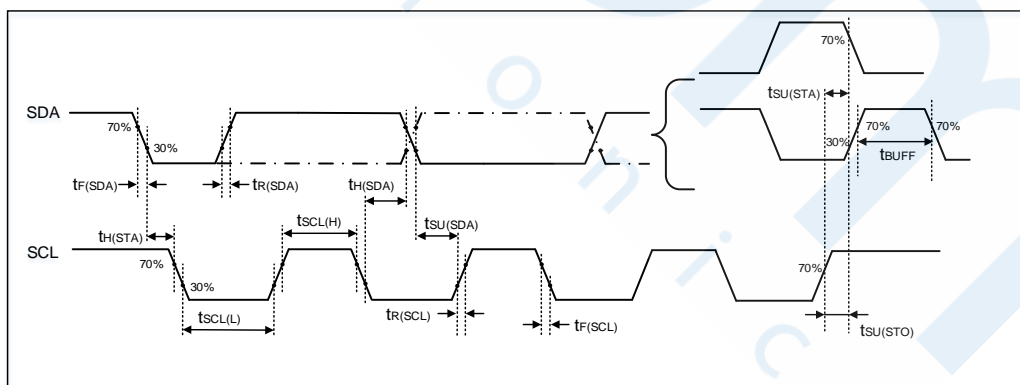 70%
tSU(STA)
SDA
70%
30%
30%
70%
70%
tBUFF
tF(SDA)
tR(SDA)
tH(SDA)
tSCL(H)
tSU(SDA)
tH(STA)
SCL
70%
30%
70%
tSCL(L)
tR(SCL)
tF(SCL)
tSU(STO)
o
n
i
c